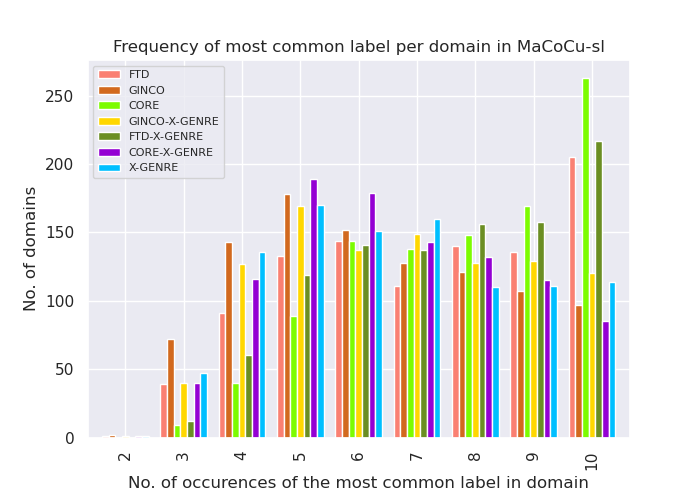 Frequency of most common label per domain in MaCoCu-sl
FTD
GINCO
CORE
GINCO-X-GENRE
FTD-X-GENRE
CORE-X-GENRE
X-GENRE
No. of domains
250
200
150
100
50
0
2
3
4
5
6
7
8
9
10
No. of occurences of the most common label in domain